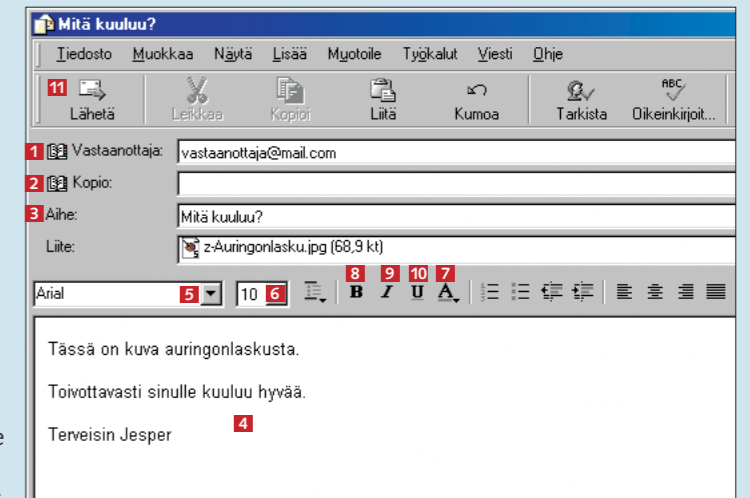 Mitä kuuluu?
Tiedosto Muokkaa Näytä Lisää Muotoile Työkalut Viesti Ohje
11 ABC
Lähetä Leikkaa Kopioi Liitä Kumoa Tarkista Oikeinkirjoit...
1 Vastaanottaja: vastaanottaja@mail.com
2 Kopio:
3 Aihe: Mitä kuuluu?
Liite: z-Auringonlasku.jpg (68,9 kt)
8 9 10 7
Arial 5 10 6 B I U A
Tässä on kuva auringonlaskusta.
Toivottavasti sinulle kuuluu hyvää.
4
Terveisin Jesper
e